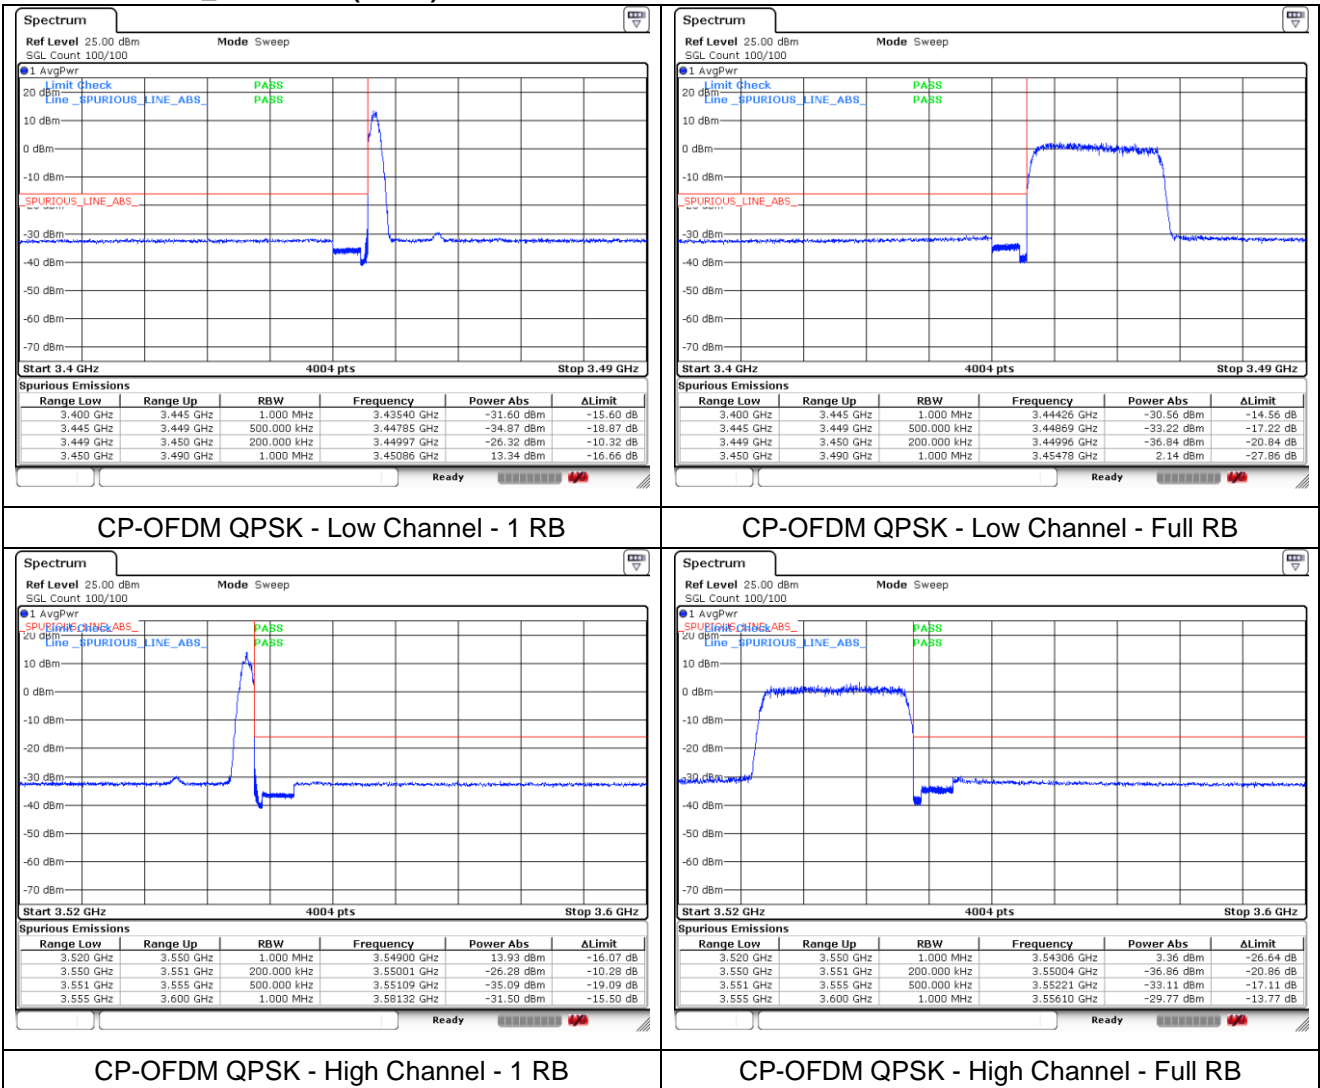 Spectrum
Ref Level 25.00 dBm Mode Sweep
SGL Count 100/100
1 AvgPwr
Limit Check PASS
20 dBm
Line _SPURIOUS_LINE_ABS_ PASS
10 dBm
0 dBm
-10 dBm
_SPURIOUS_LINE_ABS_
-20 dBm
-30 dBm
-40 dBm
-50 dBm
-60 dBm
-70 dBm
Start 3.4 GHz 4004 pts Stop 3.49 GHz
Spurious Emissions
Range Low Range Up RBW Frequency Power Abs ΔLimit
3.400 GHz 3.445 GHz 1.000 MHz 3.43540 GHz -31.60 dBm -15.60 dB
3.445 GHz 3.449 GHz 500.000 kHz 3.44785 GHz -34.87 dBm -18.87 dB
3.449 GHz 3.450 GHz 200.000 kHz 3.44997 GHz -26.32 dBm -10.32 dB
3.450 GHz 3.490 GHz 1.000 MHz 3.45086 GHz 13.34 dBm -16.66 dB
Ready
CP-OFDM QPSK - Low Channel - 1 RB
Spectrum
Ref Level 25.00 dBm Mode Sweep
SGL Count 100/100
1 AvgPwr
Limit Check PASS
20 dBm
Line _SPURIOUS_LINE_ABS_ PASS
10 dBm
0 dBm
-10 dBm
_SPURIOUS_LINE_ABS_
-20 dBm
-30 dBm
-40 dBm
-50 dBm
-60 dBm
-70 dBm
Start 3.4 GHz 4004 pts Stop 3.49 GHz
Spurious Emissions
Range Low Range Up RBW Frequency Power Abs ΔLimit
3.400 GHz 3.445 GHz 1.000 MHz 3.44426 GHz -30.56 dBm -14.56 dB
3.445 GHz 3.449 GHz 500.000 kHz 3.44869 GHz -33.22 dBm -17.22 dB
3.449 GHz 3.450 GHz 200.000 kHz 3.44996 GHz -36.84 dBm -20.84 dB
3.450 GHz 3.490 GHz 1.000 MHz 3.45478 GHz 2.14 dBm -27.86 dB
Ready
CP-OFDM QPSK - Low Channel - Full RB
Spectrum
Ref Level 25.00 dBm Mode Sweep
SGL Count 100/100
1 AvgPwr
_SPURIOUS_LINE_ABS_
Limit Check PASS
20 dBm
Line _SPURIOUS_LINE_ABS_ PASS
10 dBm
0 dBm
-10 dBm
-20 dBm
-30 dBm
-40 dBm
-50 dBm
-60 dBm
-70 dBm
Start 3.52 GHz 4004 pts Stop 3.6 GHz
Spurious Emissions
Range Low Range Up RBW Frequency Power Abs ΔLimit
3.520 GHz 3.550 GHz 1.000 MHz 3.54900 GHz 13.93 dBm -16.07 dB
3.550 GHz 3.551 GHz 200.000 kHz 3.55001 GHz -26.28 dBm -10.28 dB
3.551 GHz 3.555 GHz 500.000 kHz 3.55109 GHz -35.09 dBm -19.09 dB
3.555 GHz 3.600 GHz 1.000 MHz 3.58132 GHz -31.50 dBm -15.50 dB
Ready
CP-OFDM QPSK - High Channel - 1 RB
Spectrum
Ref Level 25.00 dBm Mode Sweep
SGL Count 100/100
1 AvgPwr
_SPURIOUS_LINE_ABS_
Limit Check PASS
20 dBm
Line _SPURIOUS_LINE_ABS_ PASS
10 dBm
0 dBm
-10 dBm
-20 dBm
-30 dBm
-40 dBm
-50 dBm
-60 dBm
-70 dBm
Start 3.52 GHz 4004 pts Stop 3.6 GHz
Spurious Emissions
Range Low Range Up RBW Frequency Power Abs ΔLimit
3.520 GHz 3.550 GHz 1.000 MHz 3.54306 GHz 3.36 dBm -26.64 dB
3.550 GHz 3.551 GHz 200.000 kHz 3.55004 GHz -36.86 dBm -20.86 dB
3.551 GHz 3.555 GHz 500.000 kHz 3.55221 GHz -33.11 dBm -17.11 dB
3.555 GHz 3.600 GHz 1.000 MHz 3.55610 GHz -29.77 dBm -13.77 dB
Ready
CP-OFDM QPSK - High Channel - Full RB